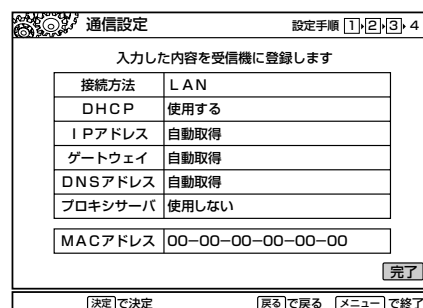 通信設定 設定手順 1 2 3 4
入力した内容を受信機に登録します
接続方法 LAN
DHCP 使用する
IPアドレス 自動取得
ゲートウェイ 自動取得
DNSアドレス 自動取得
プロキシサーバ 使用しない
MACアドレス 00-00-00-00-00-00
完了
決定で決定 戻るで戻る メニューで終了